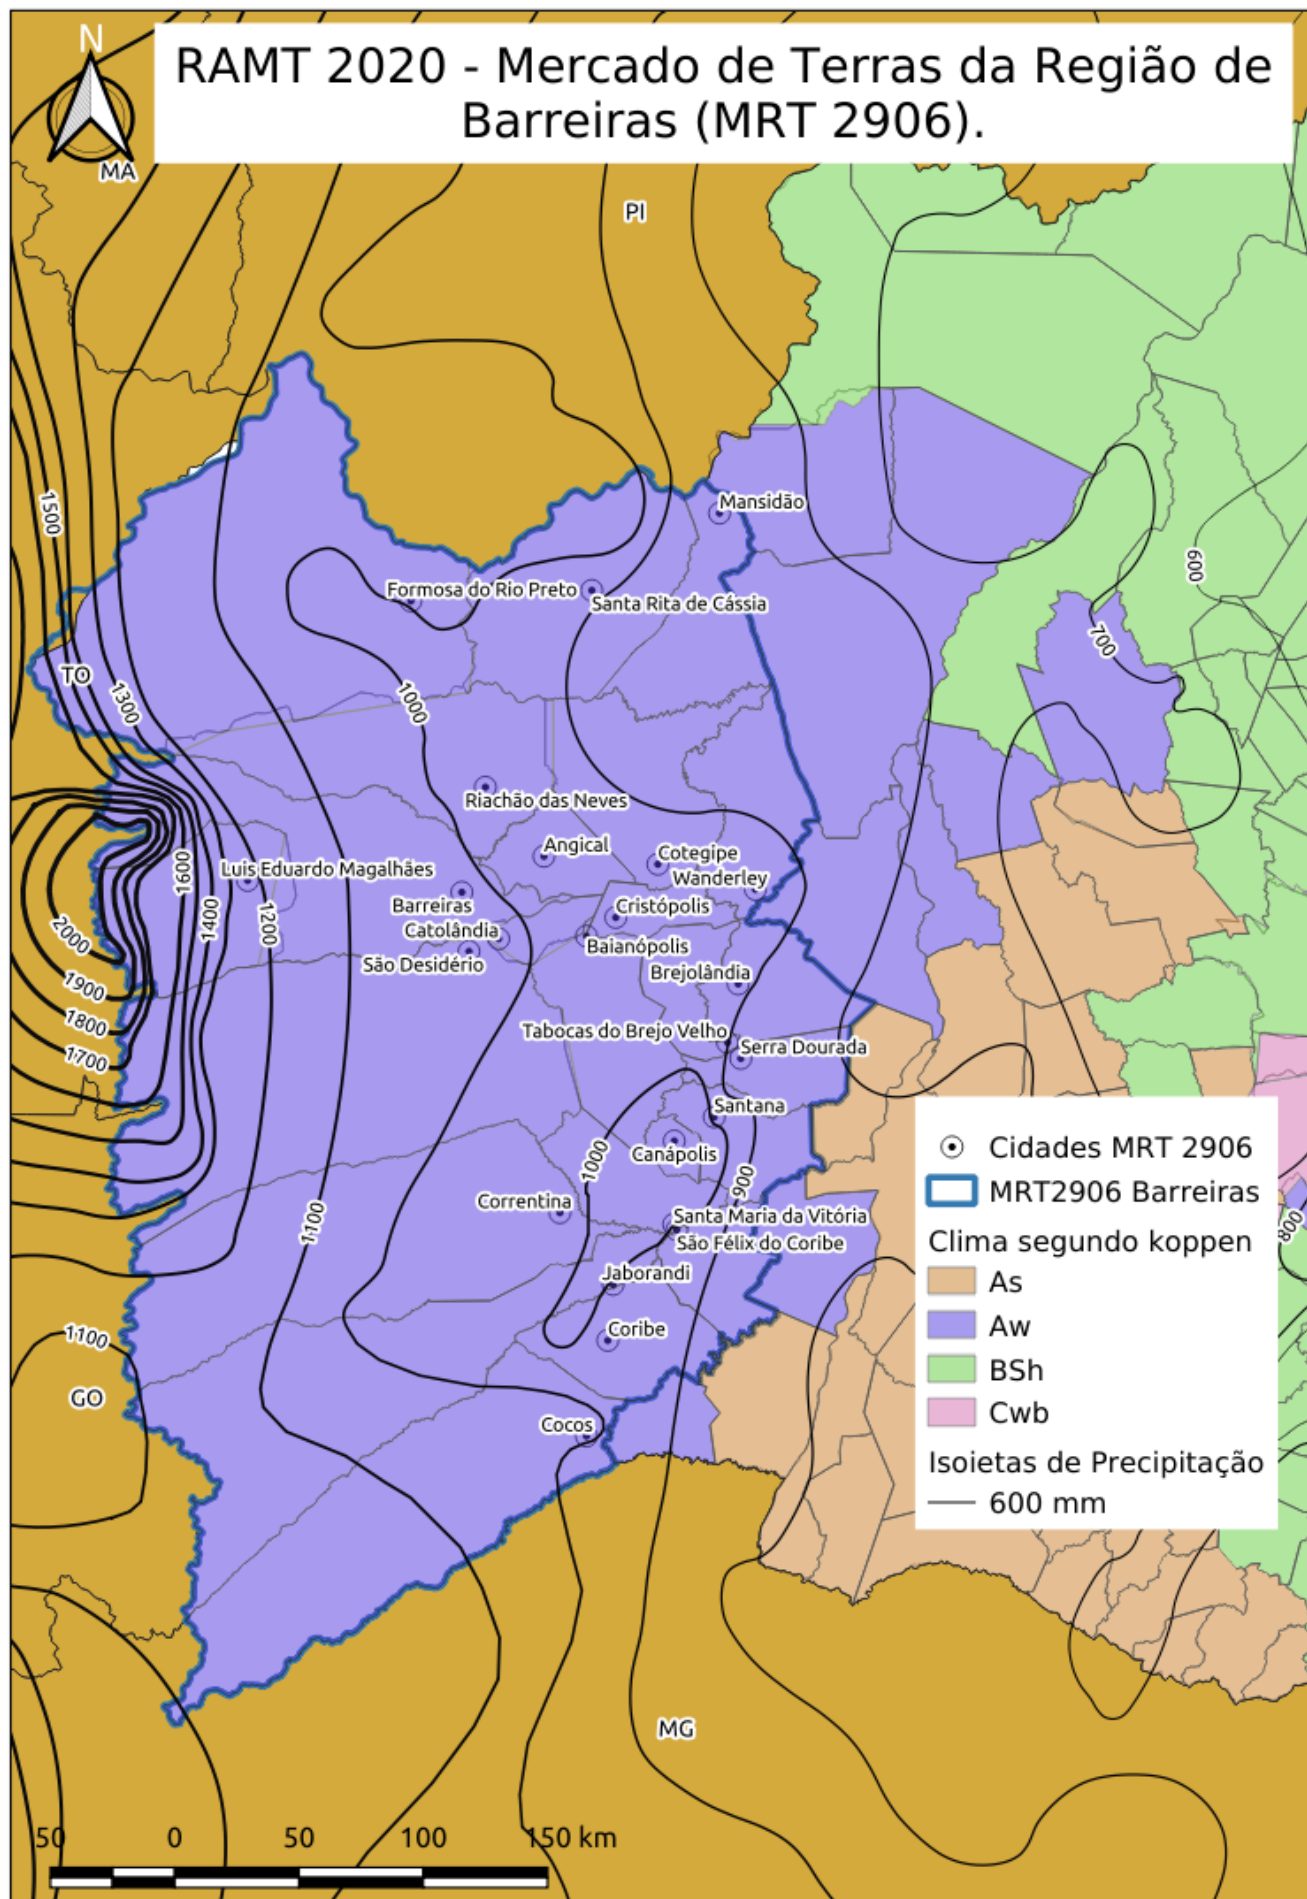 RAMT 2020 - Mercado de Terras da Região de
Barreiras (MRT 2906).
N
MA
PI
1500
Mansidão
600
Formosa do Rio Preto
Santa Rita de Cássia
700
TO
1300
1000
Riachão das Neves
Angical
Cotegipe
Luis Eduardo Magalhães
1600
Wanderley
Barreiras
Cristópolis
1400
1200
Catolândia
2000
Baianópolis
São Desidério
Brejolândia
1900
1800
Tabocas do Brejo Velho
Serra Dourada
1700
Santana
Canápolis
1000
900
Correntina
1100
Santa Maria da Vitória
São Félix do Coribe
800
Jaborandi
Coribe
1100
GO
Cocos
MG
Cidades MRT 2906
MRT2906 Barreiras
Clima segundo koppen
As
Aw
BSh
Cwb
Isoietas de Precipitação
600 mm
50 0 50 100 150 km